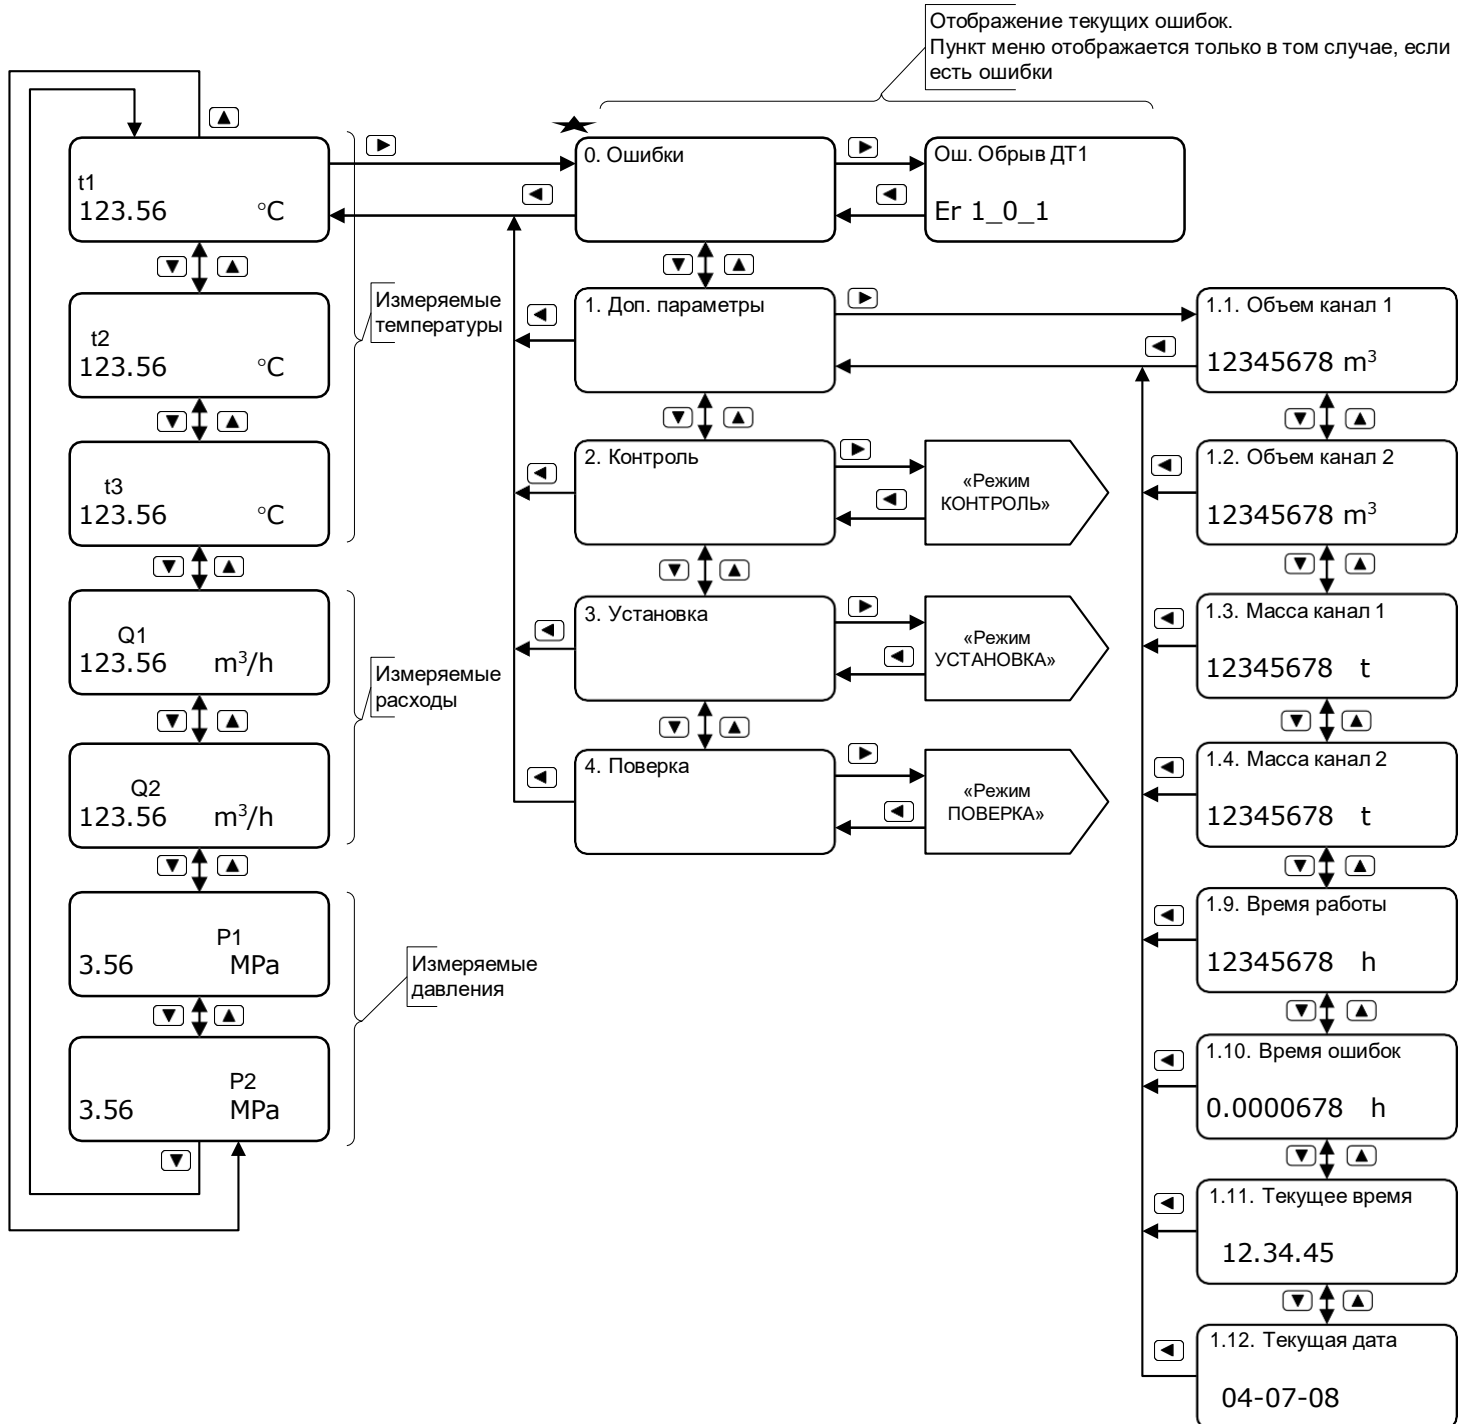 Отображение текущих ошибок.
Пункт меню отображается только в том случае, если
есть ошибки
t1
123.56 °C
t2
123.56 °C
t3
123.56 °C
Измеряемые
температуры
Q1
123.56 m³/h
Q2
123.56 m³/h
Измеряемые
расходы
P1
3.56 MPa
P2
3.56 MPa
Измеряемые
давления
0. Ошибки
Ош. Обрыв ДТ1
Er 1_0_1
1. Доп. параметры
2. Контроль
«Режим
КОНТРОЛЬ»
3. Установка
«Режим
УСТАНОВКА»
4. Поверка
«Режим
ПОВЕРКА»
1.1. Объем канал 1
12345678 m³
1.2. Объем канал 2
12345678 m³
1.3. Масса канал 1
12345678 t
1.4. Масса канал 2
12345678 t
1.9. Время работы
12345678 h
1.10. Время ошибок
0.0000678 h
1.11. Текущее время
12.34.45
1.12. Текущая дата
04-07-08